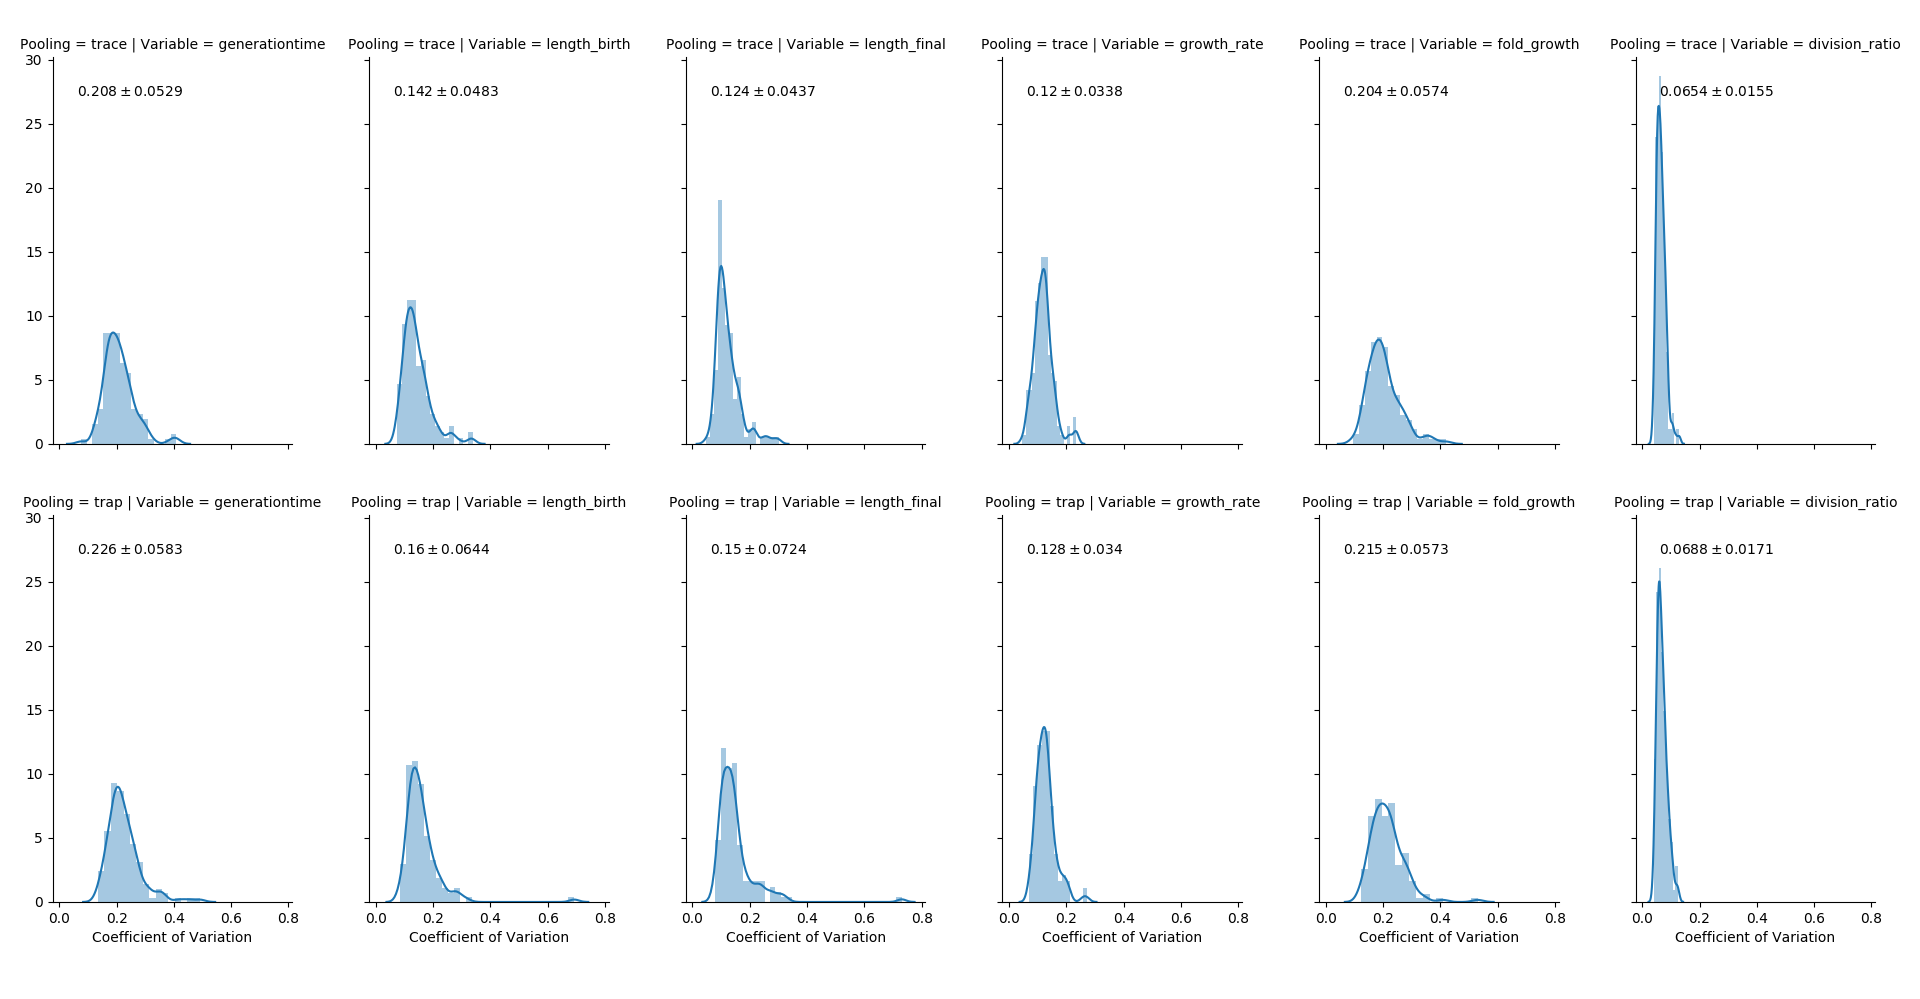 Pooling = trace | Variable = generationtime
Pooling = trace | Variable = length_birth
Pooling = trace | Variable = length_final
Pooling = trace | Variable = growth_rate
Pooling = trace | Variable = fold_growth
Pooling = trace | Variable = division_ratio
30
25
20
15
10
5
0
0.208 ± 0.0529
0.142 ± 0.0483
0.124 ± 0.0437
0.12 ± 0.0338
0.204 ± 0.0574
0.0654 ± 0.0155
Pooling = trap | Variable = generationtime
Pooling = trap | Variable = length_birth
Pooling = trap | Variable = length_final
Pooling = trap | Variable = growth_rate
Pooling = trap | Variable = fold_growth
Pooling = trap | Variable = division_ratio
30
25
20
15
10
5
0
0.226 ± 0.0583
0.16 ± 0.0644
0.15 ± 0.0724
0.128 ± 0.034
0.215 ± 0.0573
0.0688 ± 0.0171
0.0 0.2 0.4 0.6 0.8
0.0 0.2 0.4 0.6 0.8
0.0 0.2 0.4 0.6 0.8
0.0 0.2 0.4 0.6 0.8
0.0 0.2 0.4 0.6 0.8
0.0 0.2 0.4 0.6 0.8
Coefficient of Variation
Coefficient of Variation
Coefficient of Variation
Coefficient of Variation
Coefficient of Variation
Coefficient of Variation